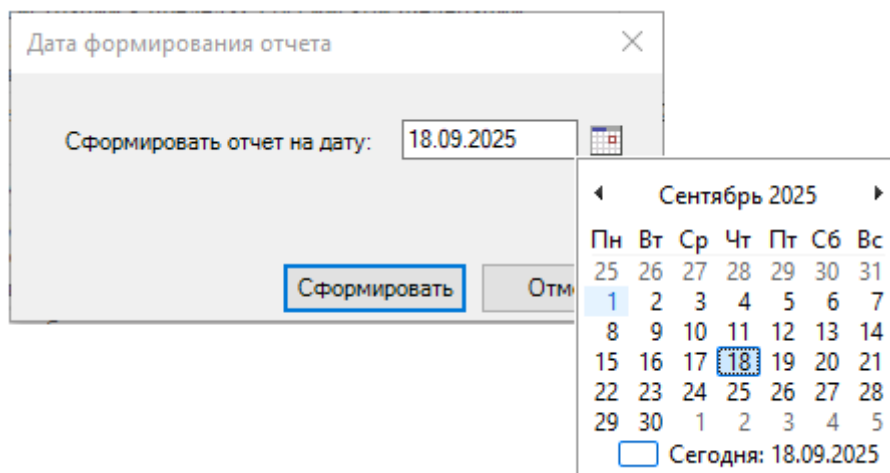 Дата формирования отчета
Сформировать отчет на дату: 18.09.2025
Сентябрь 2025
Пн Вт Ср Чт Пт Сб Вс
25 26 27 28 29 30 31
1 2 3 4 5 6 7
8 9 10 11 12 13 14
15 16 17 18 19 20 21
22 23 24 25 26 27 28
29 30 1 2 3 4 5
Сегодня: 18.09.2025
Сформировать Отм